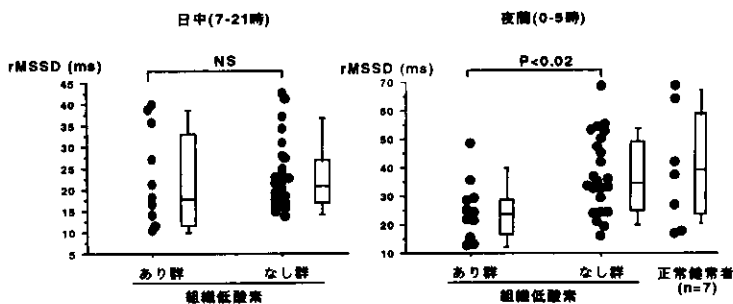 日中(7-21時)
rMSSD (ms)
NS
45
40
35
30
25
20
15
10
5
あり群
なし群
組織低酸素
夜間(0-5時)
rMSSD (ms)
P<0.02
70
60
50
40
30
20
10
あり群
なし群
組織低酸素
正常健常者
(n=7)